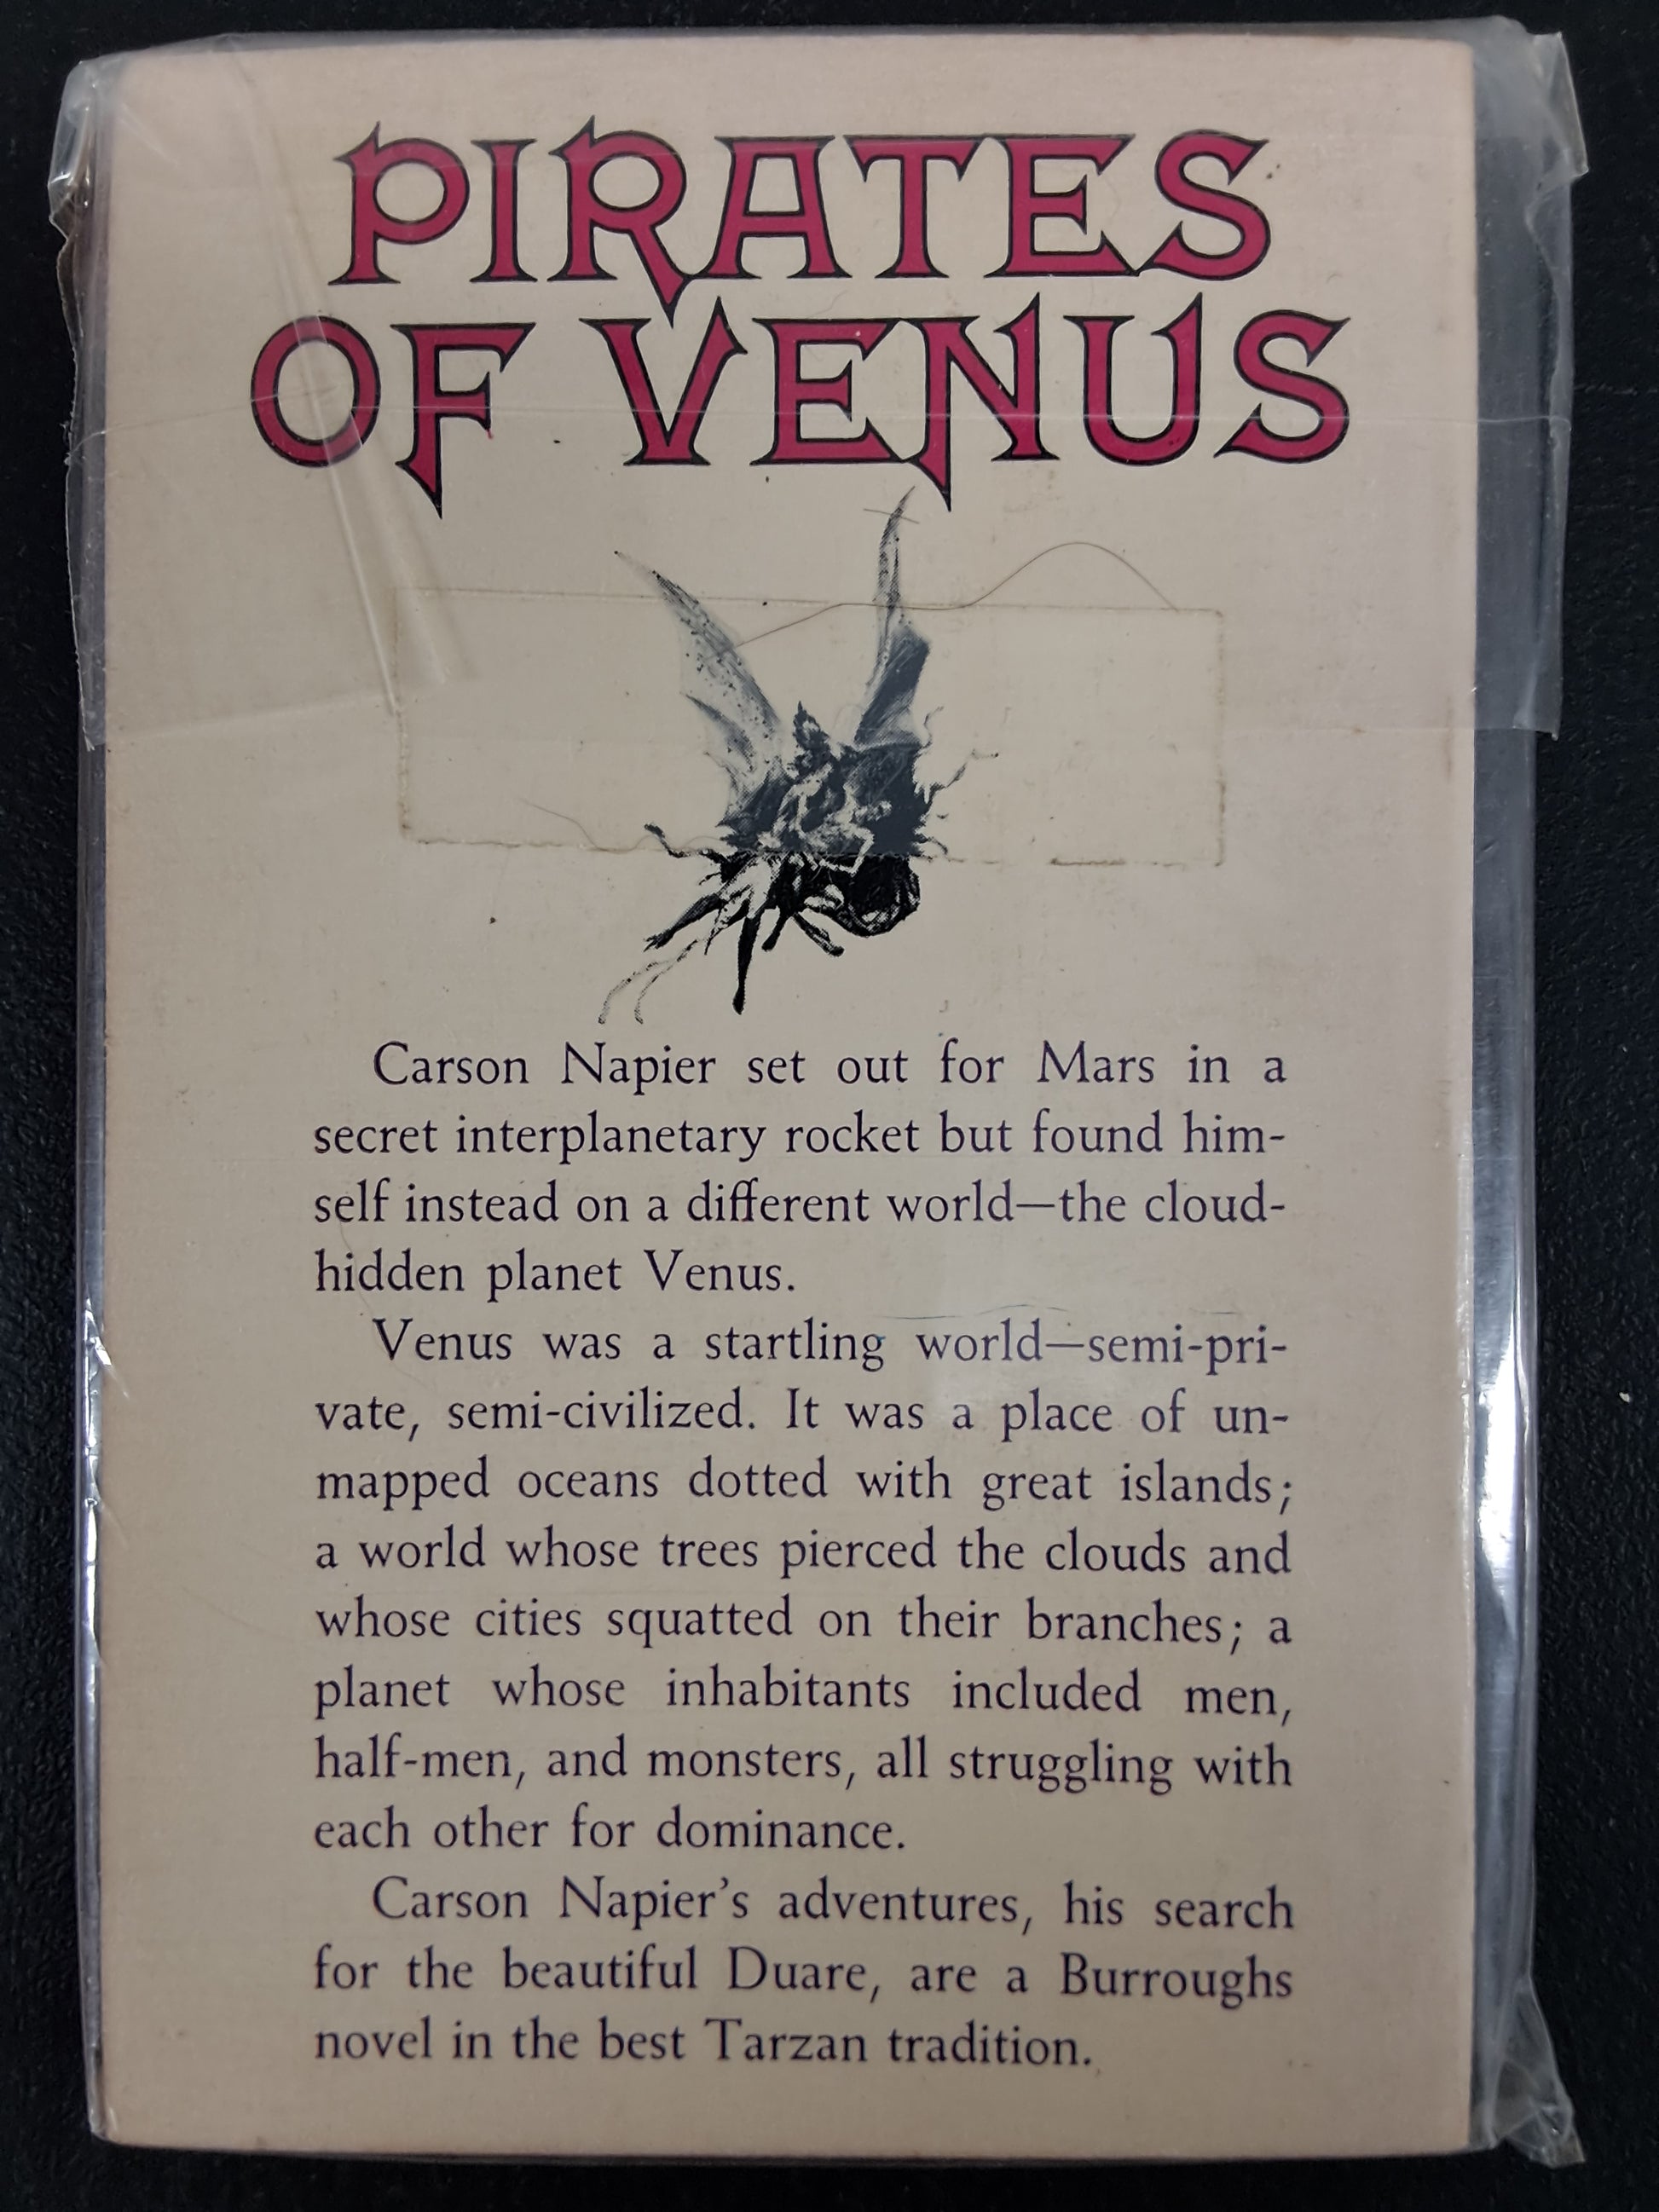 PIRATES
OF VENUS
Carson Napier set out for Mars in a
secret interplanetary rocket but found him-
self instead on a different world—the cloud-
hidden planet Venus.
Venus was a startling world—semi-pri-
vate, semi-civilized. It was a place of un-
mapped oceans dotted with great islands;
a world whose trees pierced the clouds and
whose cities squatted on their branches; a
planet whose inhabitants included men,
half-men, and monsters, all struggling with
each other for dominance.
Carson Napier's adventures, his search
for the beautiful Duare, are a Burroughs
novel in the best Tarzan tradition.